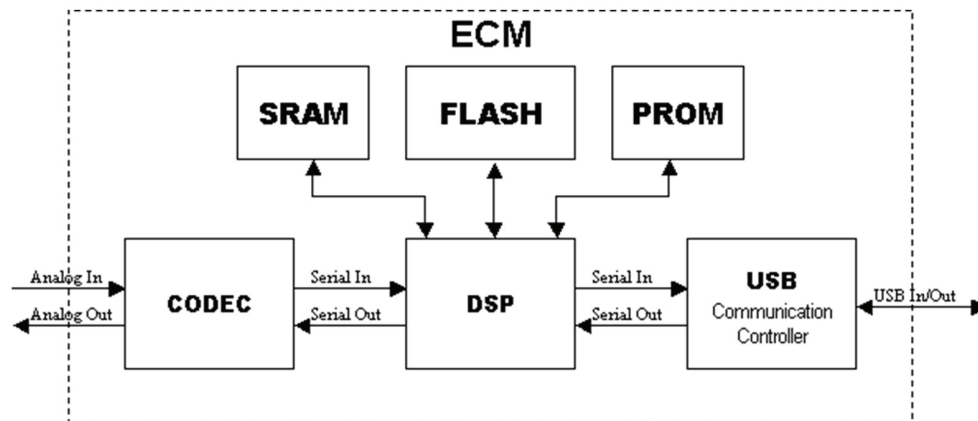 ECM
SRAM
FLASH
PROM
Analog In
Analog Out
CODEC
Serial In
Serial Out
DSP
Serial In
Serial Out
USB
Communication
Controller
USB In/Out